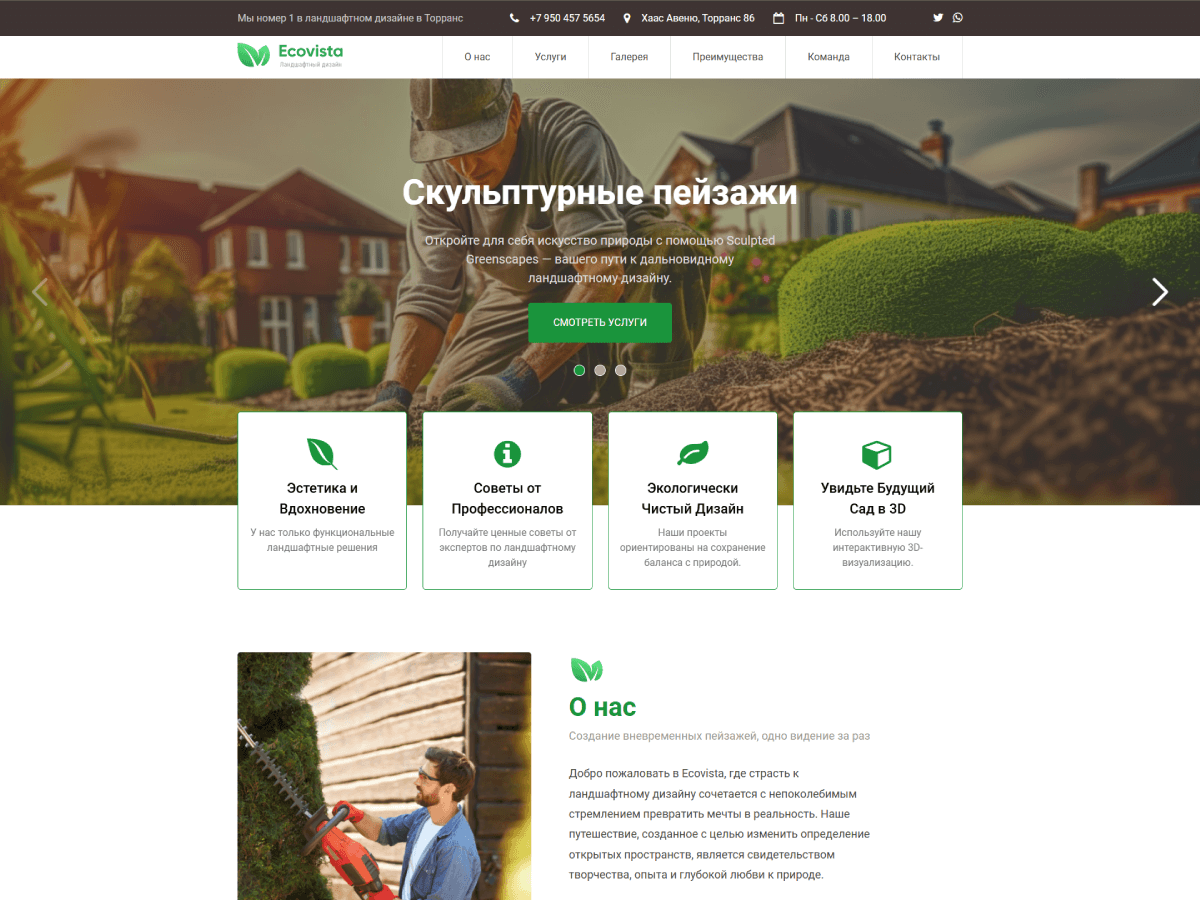 Мы номер 1 в ландшафтном дизайне в Торранс
+7 950 457 5654
Хаас Авеню, Торранс 86
Пн - Сб 8.00 – 18.00
Ecovista
Ландшафтный дизайн
О нас
Услуги
Галерея
Преимущества
Команда
Контакты
Скульптурные пейзажи
Откройте для себя искусство природы с помощью Sculpted
Greenscapes — вашего пути к дальновидному
ландшафтному дизайну.
СМОТРЕТЬ УСЛУГИ
Эстетика и
Вдохновение
У нас только функциональные
ландшафтные решения
Советы от
Профессионалов
Получайте ценные советы от
экспертов по ландшафтному
дизайну
Экологически
Чистый Дизайн
Наши проекты
ориентированы на сохранение
баланса с природой.
Увидьте Будущий
Сад в 3D
Используйте нашу
интерактивную 3D-
визуализацию.
О нас
Создание вневременных пейзажей, одно видение за раз
Добро пожаловать в Ecovista, где страсть к
ландшафтному дизайну сочетается с непоколебимым
стремлением превратить мечты в реальность. Наше
путешествие, созданное с целью изменить определение
открытых пространств, является свидетельством
творчества, опыта и глубокой любви к природе.